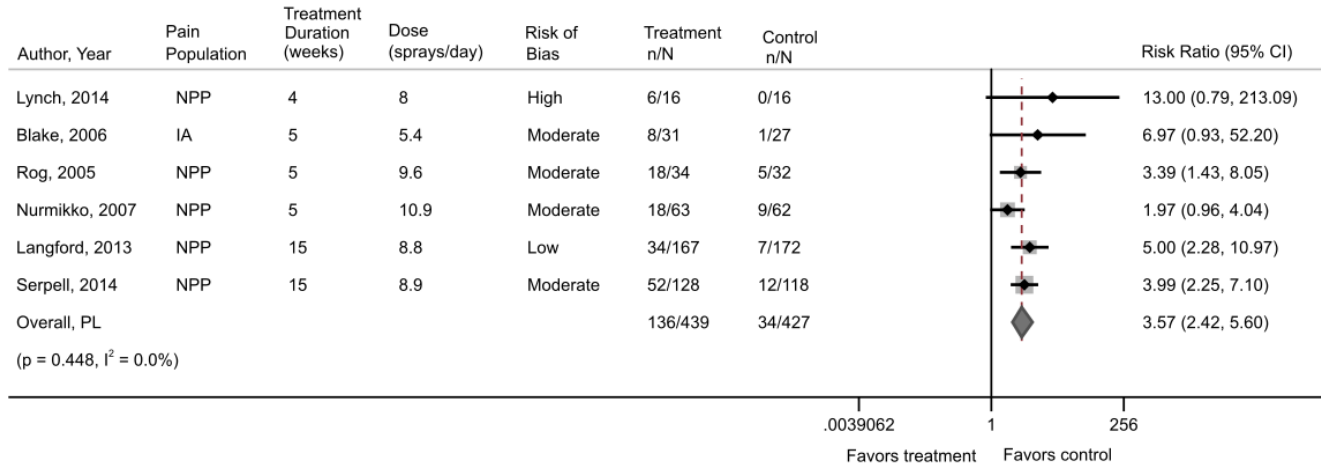 Author, Year Pain Population Treatment Duration (weeks) Dose (sprays/day) Risk of Bias Treatment n/N Control n/N Risk Ratio (95% CI)
Lynch, 2014 NPP 4 8 High 6/16 0/16 13.00 (0.79, 213.09)
Blake, 2006 IA 5 5.4 Moderate 8/31 1/27 6.97 (0.93, 52.20)
Rog, 2005 NPP 5 9.6 Moderate 18/34 5/32 3.39 (1.43, 8.05)
Nurmikko, 2007 NPP 5 10.9 Moderate 18/63 9/62 1.97 (0.96, 4.04)
Langford, 2013 NPP 15 8.8 Low 34/167 7/172 5.00 (2.28, 10.97)
Serpell, 2014 NPP 15 8.9 Moderate 52/128 12/118 3.99 (2.25, 7.10)
Overall, PL 136/439 34/427 3.57 (2.42, 5.60)
(p = 0.448, I² = 0.0%)
.0039062 1 256
Favors treatment Favors control